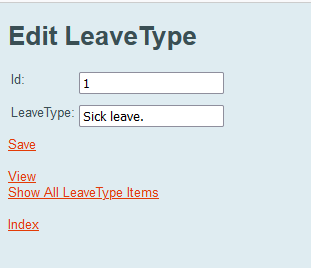 Edit LeaveType
Id: 1
LeaveType: Sick leave.
Save
View
Show All LeaveType Items
Index